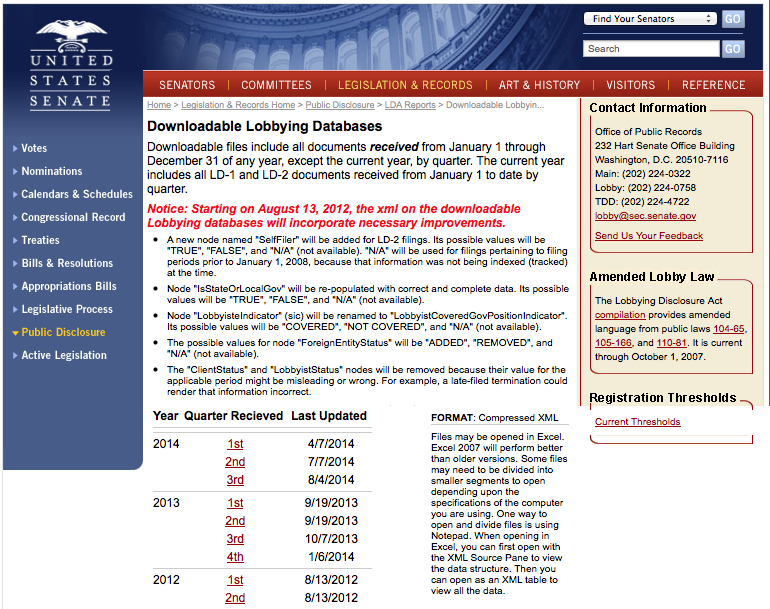 UNITED
STATES
SENATE
Find Your Senators
GO
Search
GO
SENATORS | COMMITTEES | LEGISLATION & RECORDS | ART & HISTORY | VISITORS | REFERENCE
Votes
Nominations
Calendars & Schedules
Congressional Record
Treaties
Bills & Resolutions
Appropriations Bills
Legislative Process
Public Disclosure
Active Legislation
Home > Legislation & Records Home > Public Disclosure > LDA Reports > Downloadable Lobbyin...
Downloadable Lobbying Databases
Downloadable files include all documents received from January 1 through
December 31 of any year, except the current year, by quarter. The current year
includes all LD-1 and LD-2 documents received from January 1 to date by
quarter.
Notice: Starting on August 13, 2012, the xml on the downloadable
Lobbying databases will incorporate necessary improvements.
• A new node named "SelfFiler" will be added for LD-2 filings. Its possible values will be
"TRUE", "FALSE", and "N/A" (not available). "N/A" will be used for filings pertaining to filing
periods prior to January 1, 2008, because that information was not being indexed (tracked)
at the time.
• Node "IsStateOrLocalGov" will be re-populated with correct and complete data. Its possible
values will be "TRUE", "FALSE", and "N/A" (not available).
• Node "LobbyisteIndicator" (sic) will be renamed to "LobbyistCoveredGovPositionIndicator".
Its possible values will be "COVERED", "NOT COVERED", and "N/A" (not available).
• The possible values for node "ForeignEntityStatus" will be "ADDED", "REMOVED", and
"N/A" (not available).
• The "ClientStatus" and "LobbyistStatus" nodes will be removed because their value for the
applicable period might be misleading or wrong. For example, a late-filed termination could
render that information incorrect.
Year Quarter Recieved Last Updated
2014 1st 4/7/2014
2nd 7/7/2014
3rd 8/4/2014
2013 1st 9/19/2013
2nd 9/19/2013
3rd 10/7/2013
4th 1/6/2014
2012 1st 8/13/2012
2nd 8/13/2012
FORMAT: Compressed XML
Files may be opened in Excel.
Excel 2007 will perform better
than older versions. Some files
may need to be divided into
smaller segments to open
depending upon the
specifications of the computer
you are using. One way to
open and divide files is using
Notepad. When opening in
Excel, you can first open with
the XML Source Pane to view
the data structure. Then you
can open as an XML table to
view all the data.
Contact Information
Office of Public Records
232 Hart Senate Office Building
Washington, D.C. 20510-7116
Main: (202) 224-0322
Lobby: (202) 224-0758
TDD: (202) 224-4722
lobby@sec.senate.gov
Send Us Your Feedback
Amended Lobby Law
The Lobbying Disclosure Act
compilation provides amended
language from public laws 104-65,
105-166, and 110-81. It is current
through October 1, 2007.
Registration Thresholds
Current Thresholds